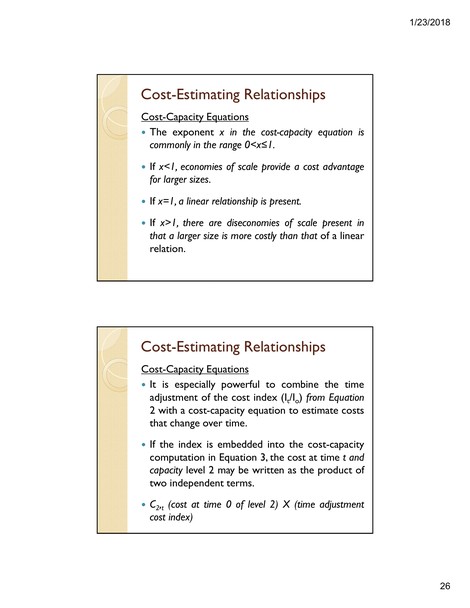 1/23/2018
Cost-Estimating Relationships
Cost-Capacity Equations
• The exponent x in the cost-capacity equation is
commonly in the range 0<x≤1.
• If x<1, economies of scale provide a cost advantage
for larger sizes.
• If x=1, a linear relationship is present.
• If x>1, there are diseconomies of scale present in
that a larger size is more costly than that of a linear
relation.
Cost-Estimating Relationships
Cost-Capacity Equations
• It is especially powerful to combine the time
adjustment of the cost index (It/Io) from Equation
2 with a cost-capacity equation to estimate costs
that change over time.
• If the index is embedded into the cost-capacity
computation in Equation 3, the cost at time t and
capacity level 2 may be written as the product of
two independent terms.
• C2,t (cost at time 0 of level 2) X (time adjustment
cost index)
26